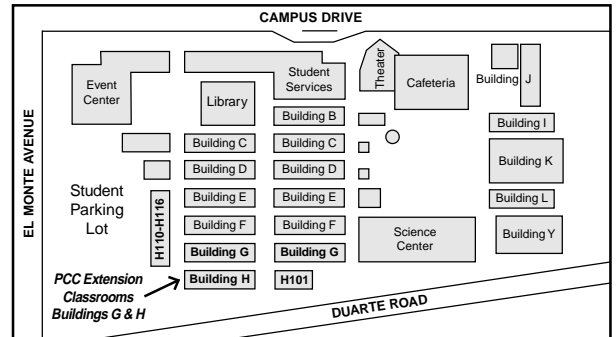 CAMPUS DRIVE
EL MONTE AVENUE
Event
Center
Student
Services
Library
Theater
Cafeteria
Building J
Building B
Building I
Building C
Building C
Building K
Building D
Building D
Student
Parking
Lot
H110-H116
Building E
Building E
Building L
Building F
Building F
Science
Center
Building Y
Building G
Building G
PCC Extension
Classrooms
Buildings G & H
Building H
H101
DUARTE ROAD